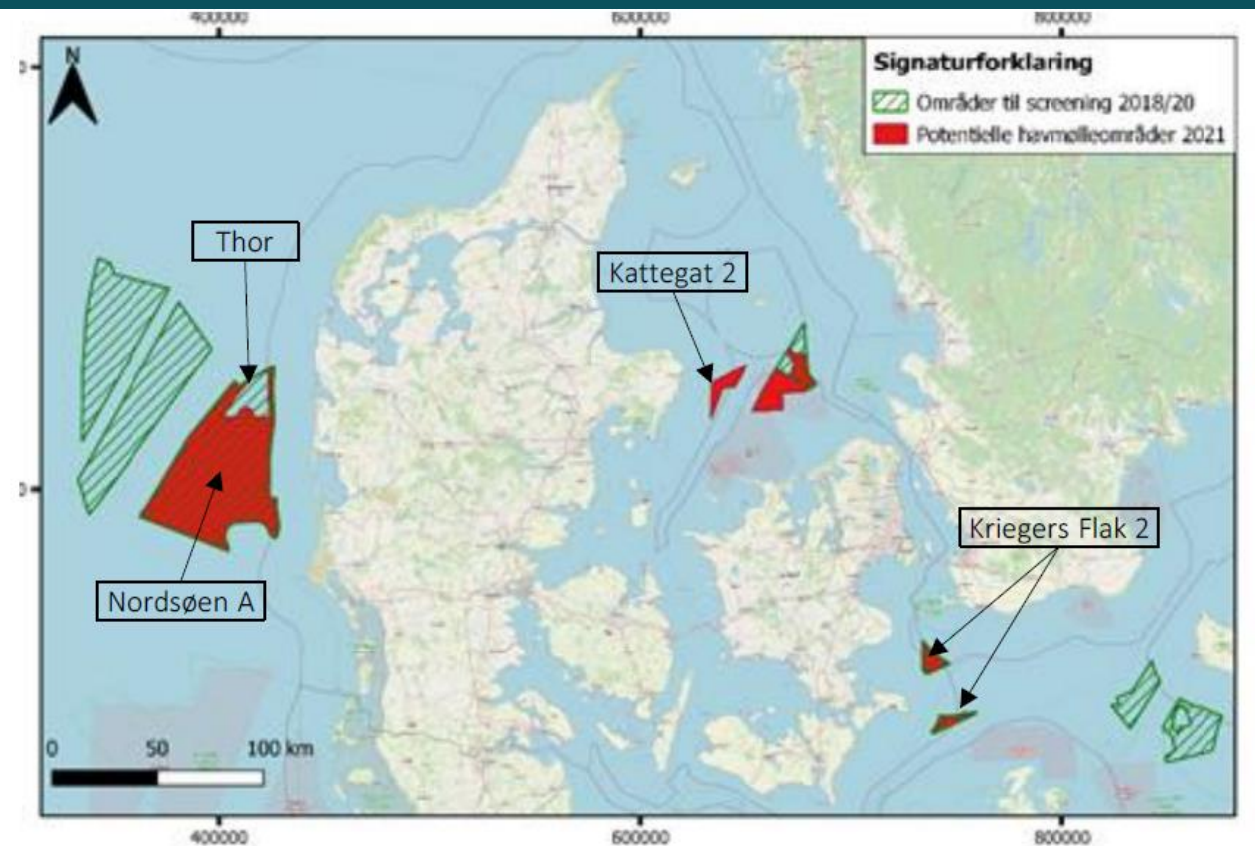 400000
600000
800000
N
Signaturforklaring
Områder til screening 2018/20
Potentielle havmølleområder 2021
Thor
Kattegat 2
Kriegers Flak 2
Nordsøen A
0 50 100 km
400000
600000
800000